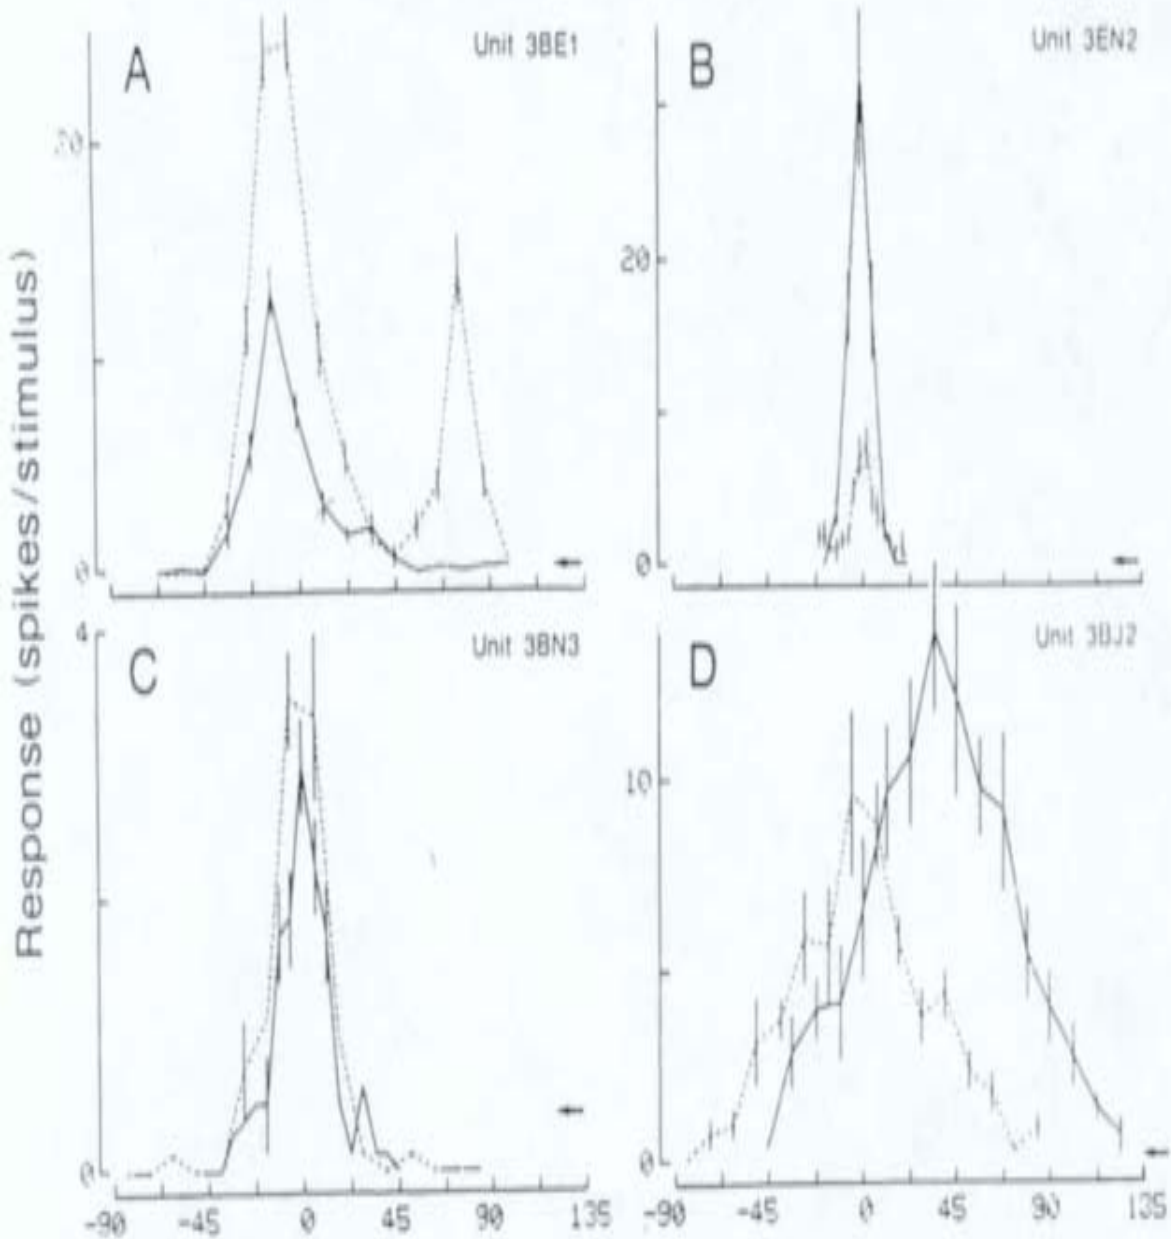 A
Unit 3BE1
B
Unit 3EN2
20
0
20
0
C
Unit 3BN3
D
Unit 3BJ2
4
0
10
0
Response (spikes/stimulus)
-90 -45 0 45 90 135
-90 -45 0 45 90 135